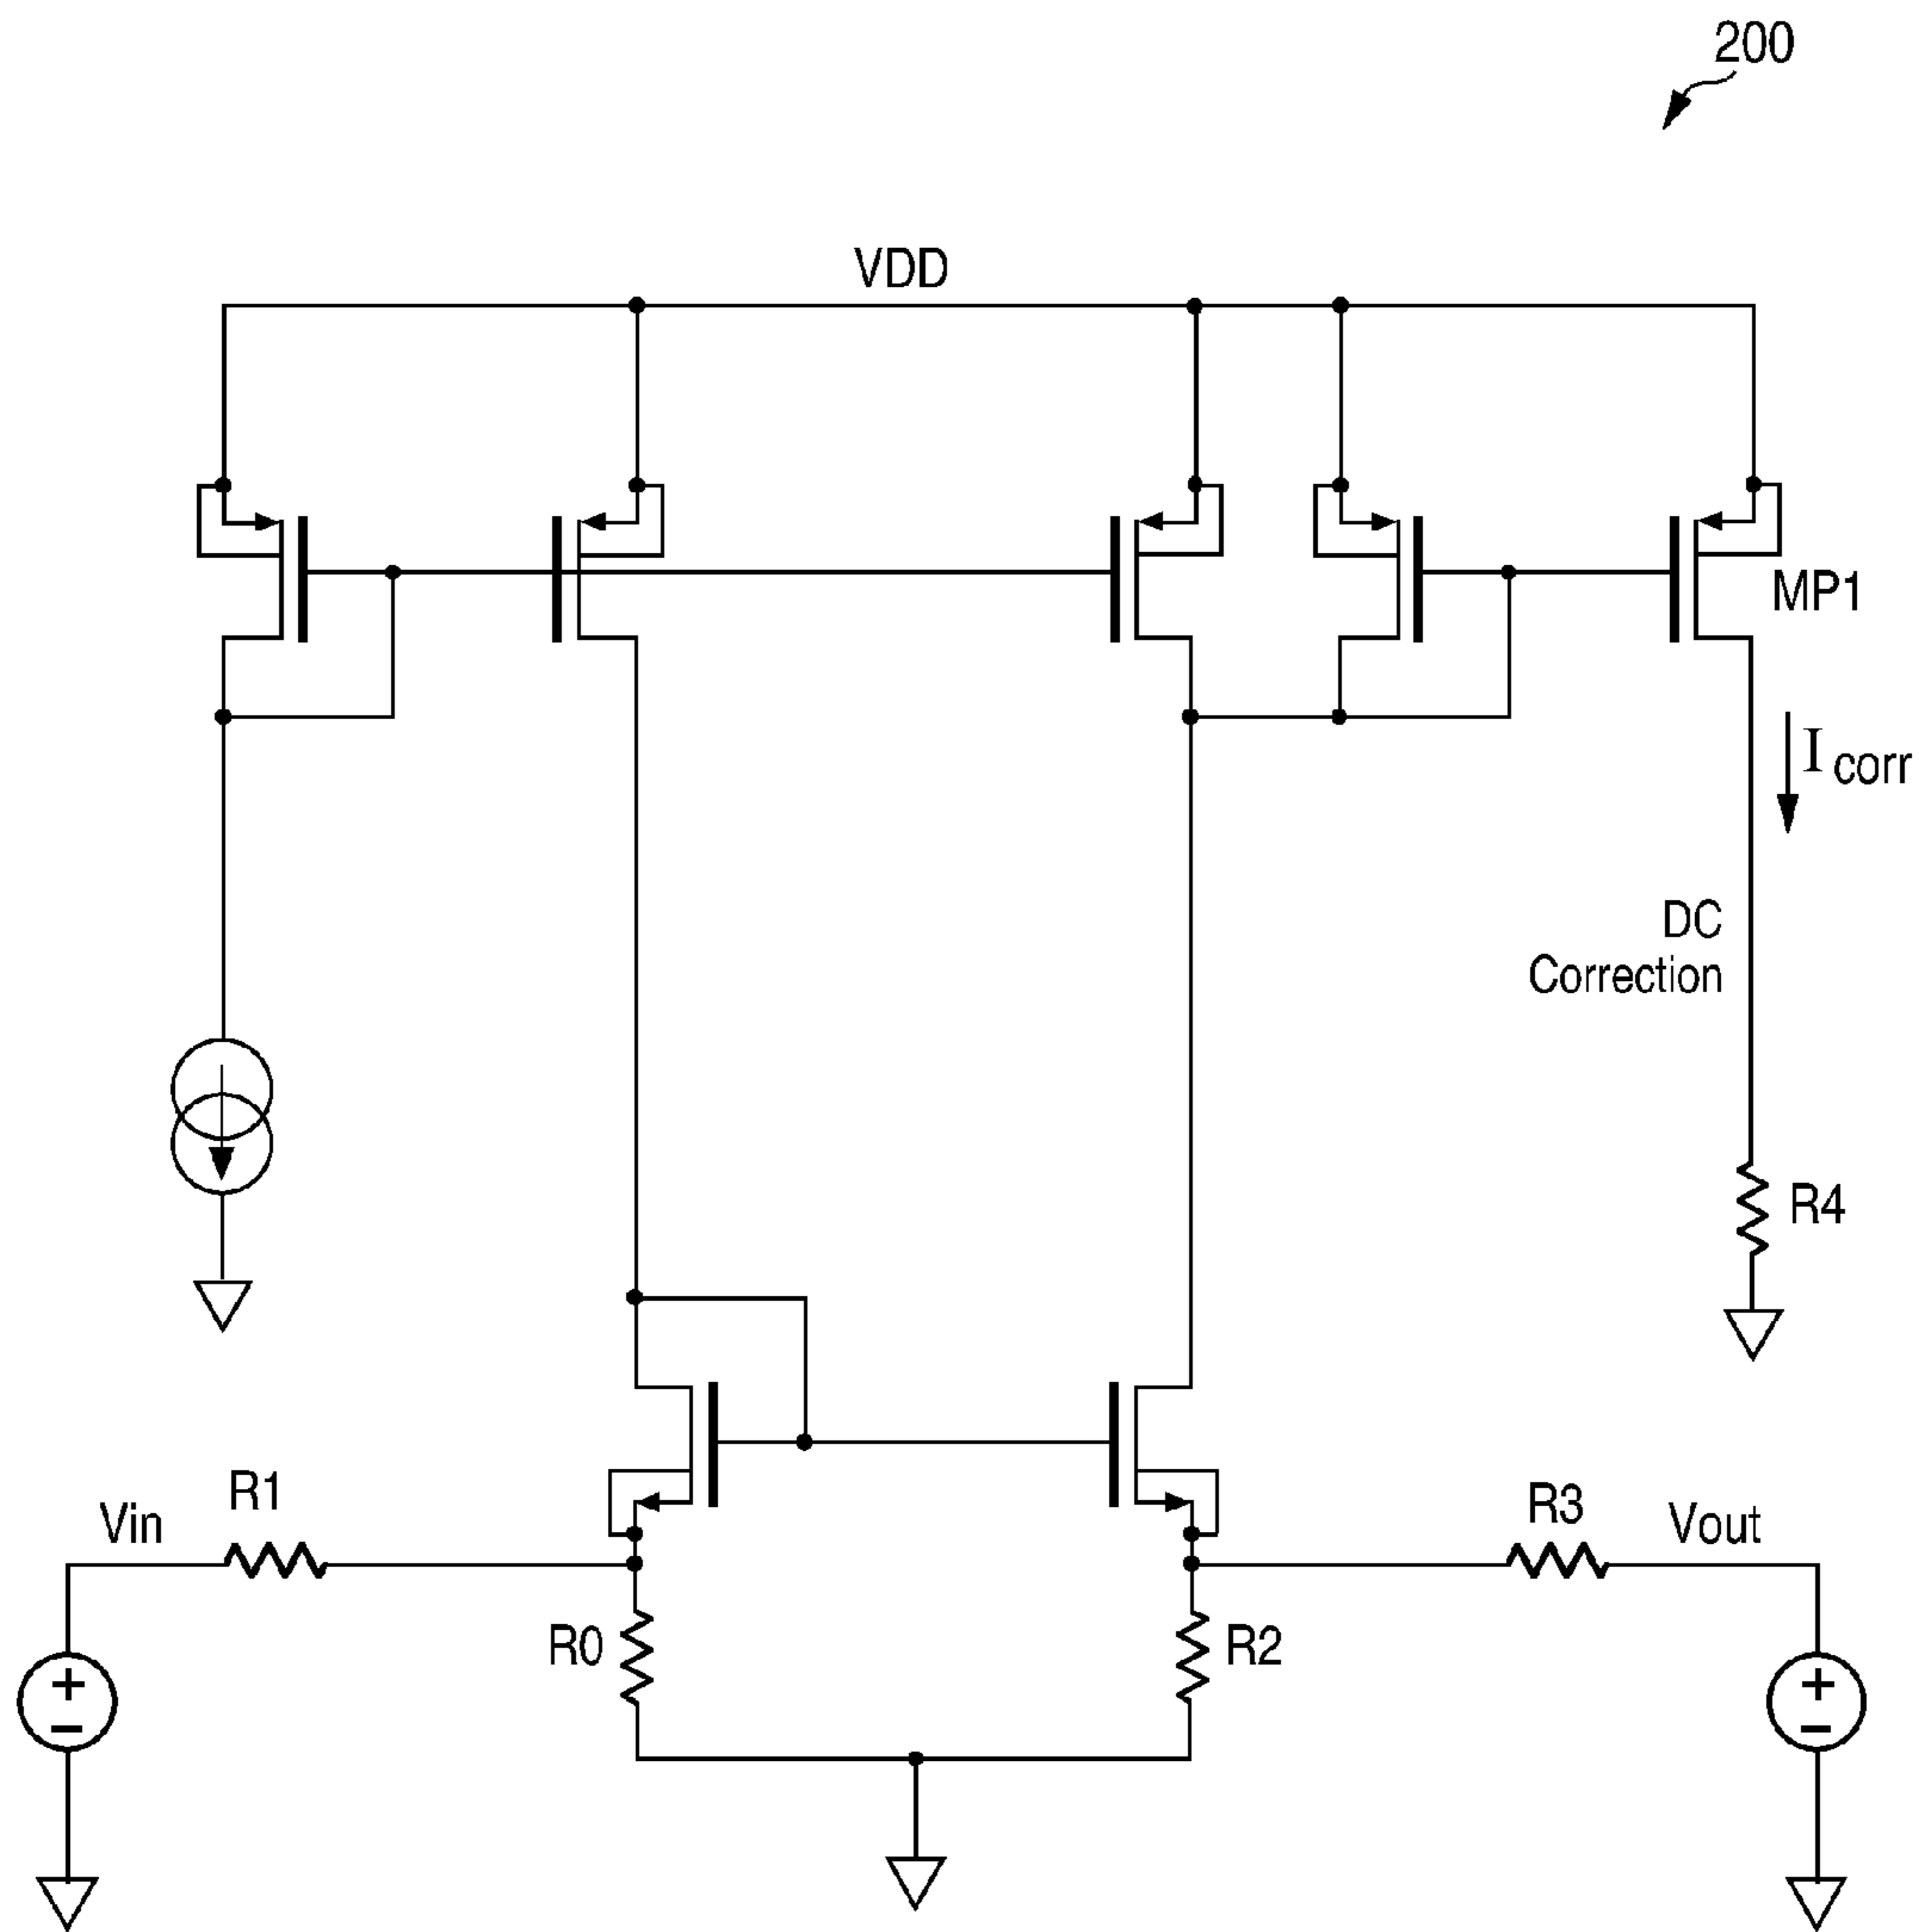 200
VDD
MP1
I corr
DC
Correction
R4
R1
Vin
R3
Vout
R0
R2